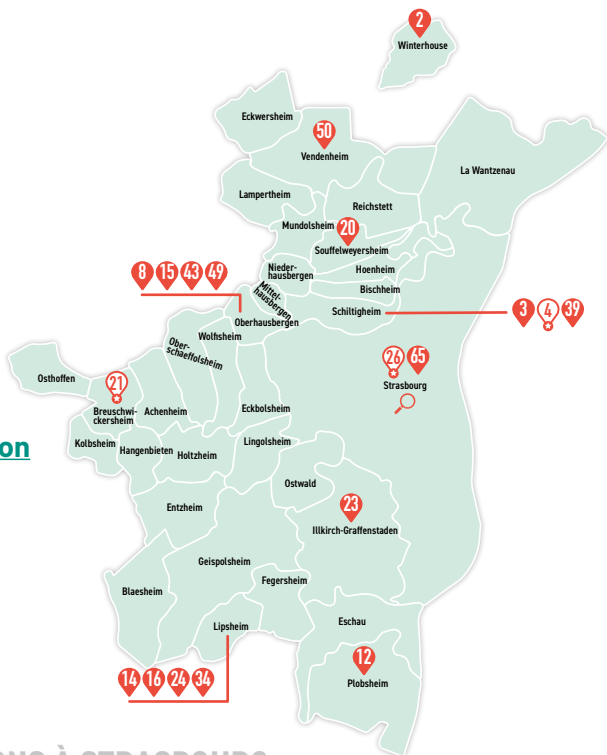 2
Winterhouse
Eckwersheim
50
Vendenheim
La Wantzenau
Lampertheim
Reichstett
Mundolsheim
20
Souffelweyersheim
Nieder-
hausbergen
Hoenheim
8 15 43 49
Mittel-
hausbergen
Bischheim
Oberhausbergen
Schiltigheim
3 4 39
Wolfisheim
Ober-
schaeffolsheim
26 65
Strasbourg
Osthoffen
21
Breuschwi-
ckersheim
Achenheim
Eckbolsheim
Kolbsheim
Hangenbieten
Holtzheim
Lingolsheim
on
Ostwald
Entzheim
23
Illkirch-Graffenstaden
Geispolsheim
Fegersheim
Blaesheim
Lipsheim
Eschau
14 16 24 34
12
Plobsheim